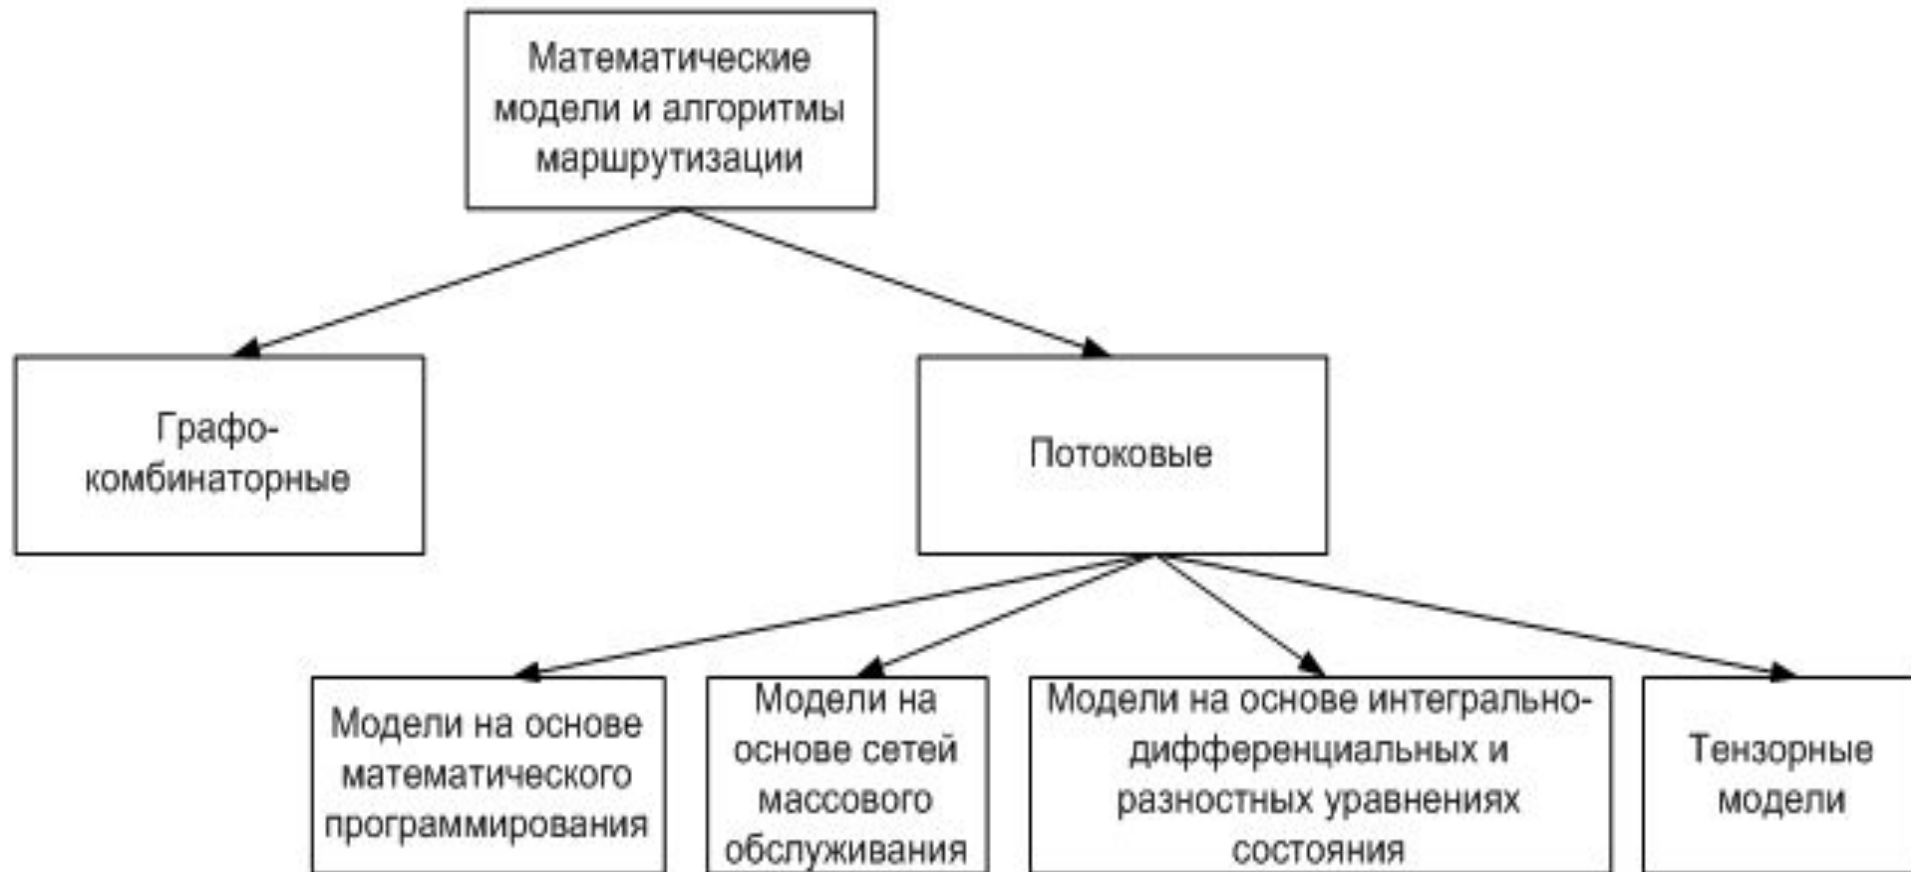 Математические
модели и алгоритмы
маршрутизации
Графо-
комбинаторные
Потоковые
Модели на основе
математического
программирования
Модели на
основе сетей
массового
обслуживания
Модели на основе интегрально-
дифференциальных и
разностных уравнениях
состояния
Тензорные
модели